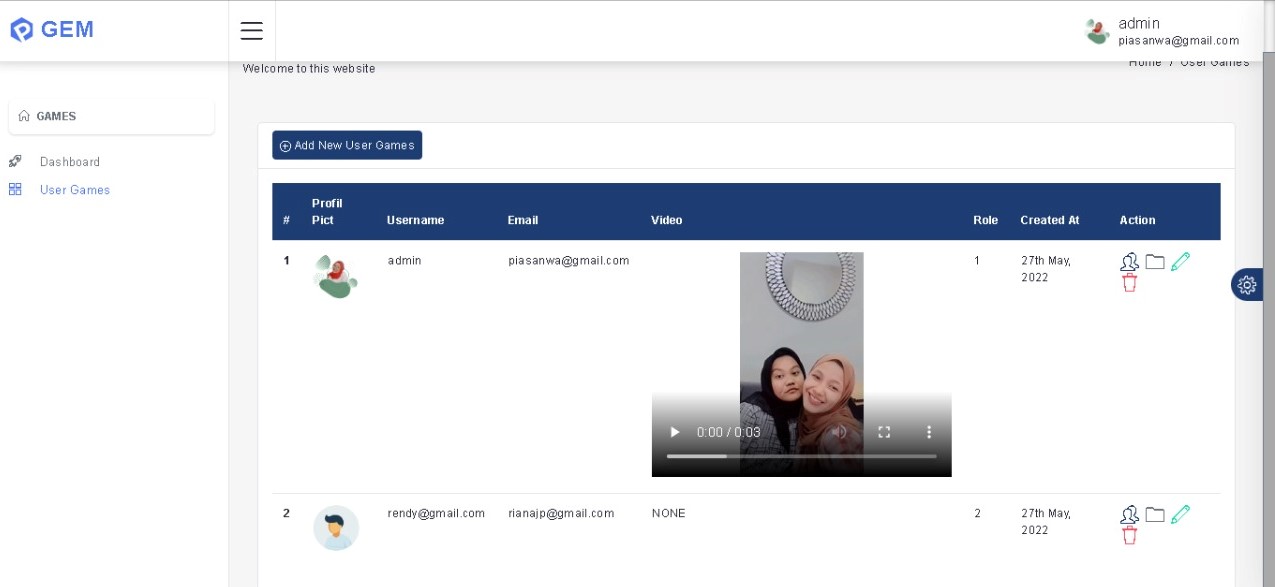 GEM
admin
piasanwa@gmail.com
Welcome to this website
Home / User Games
GAMES
Dashboard
User Games
Add New User Games
# Profil Pict Username Email Video Role Created At Action
1 admin piasanwa@gmail.com 1 27th May, 2022
0:00 / 0:03
2 rendy@gmail.com rianajp@gmail.com NONE 2 27th May, 2022